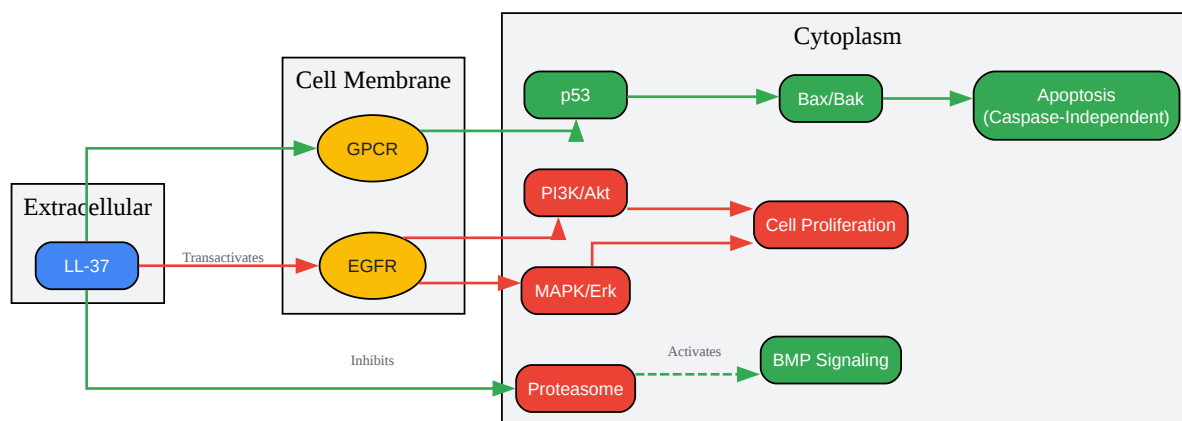 Cytoplasm
Cell Membrane
p53
Bax/Bak
Apoptosis
(Caspase-Independent)
GPCR
Extracellular
PI3K/Akt
Cell Proliferation
LL-37
Transactivates
EGFR
MAPK/Erk
Inhibits
Activates
BMP Signaling
Proteasome